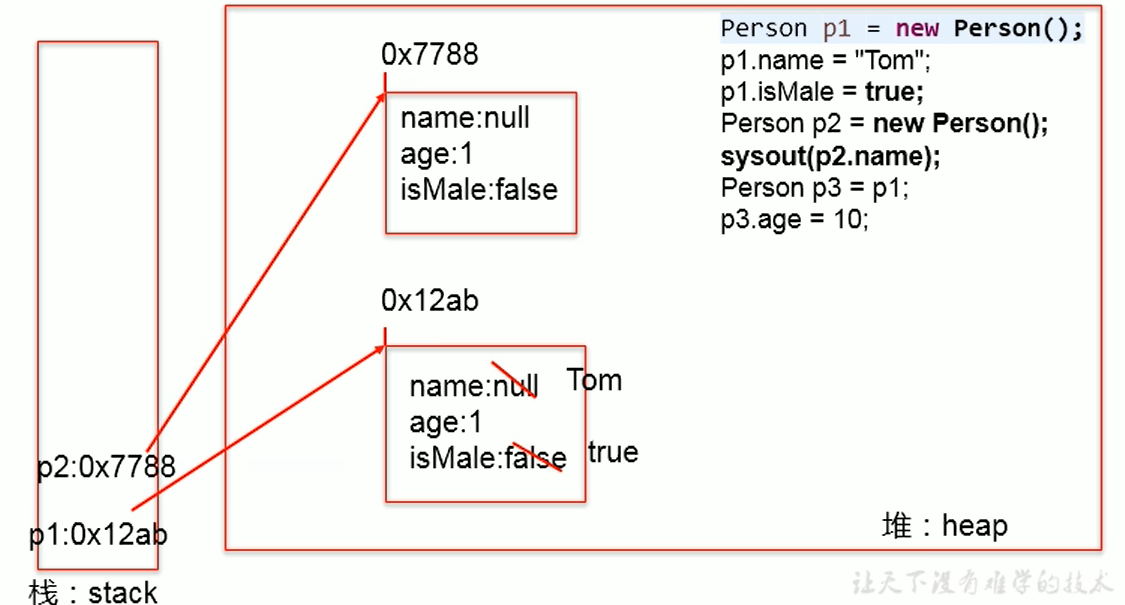 0x7788
name:null
age:1
isMale:false
0x12ab
name:null Tom
age:1
isMale:false true
p2:0x7788
p1:0x12ab
栈：stack
堆：heap
Person p1 = new Person();
p1.name = "Tom";
p1.isMale = true;
Person p2 = new Person();
sysout(p2.name);
Person p3 = p1;
p3.age = 10;
让天下没有难学的技术